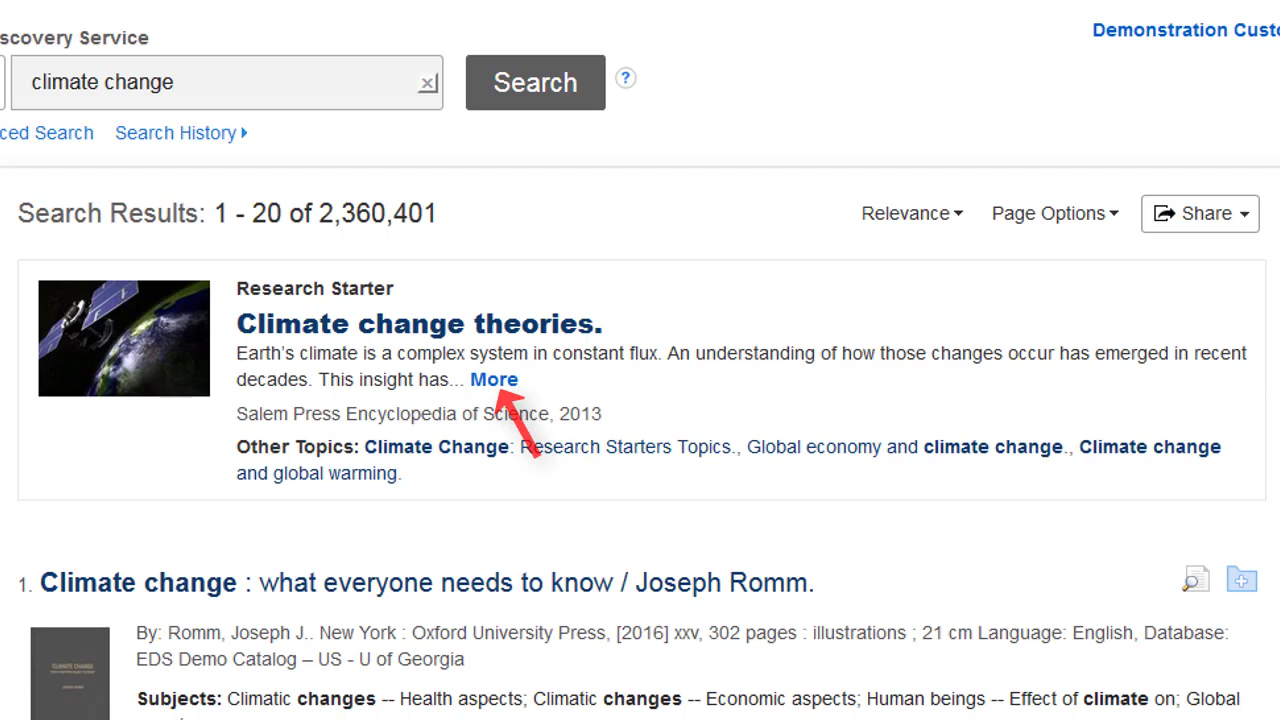 scovery Service
Demonstration Custo
climate change
Search
?
ced Search Search History
Search Results: 1 - 20 of 2,360,401
Relevance Page Options Share
Research Starter
Climate change theories.
Earth's climate is a complex system in constant flux. An understanding of how those changes occur has emerged in recent
decades. This insight has... More
Salem Press Encyclopedia of Science, 2013
Other Topics: Climate Change: Research Starters Topics., Global economy and climate change., Climate change
and global warming.
1. Climate change : what everyone needs to know / Joseph Romm.
By: Romm, Joseph J.. New York : Oxford University Press, [2016] xxv, 302 pages : illustrations ; 21 cm Language: English, Database:
EDS Demo Catalog – US - U of Georgia
CLIMATE CHANGE
Subjects: Climatic changes -- Health aspects; Climatic changes -- Economic aspects; Human beings -- Effect of climate on; Global